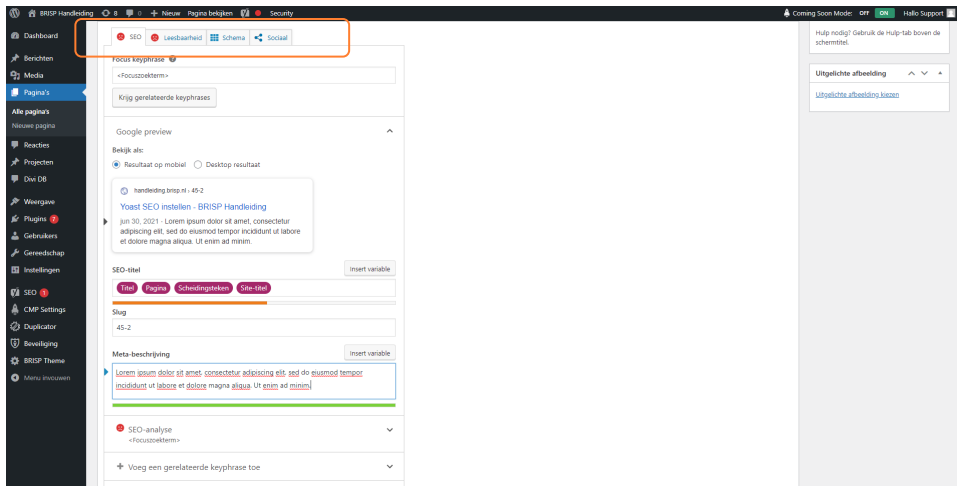 BRISP Handleiding 8 0 Nieuw Pagina bekijken Security Coming Soon Mode: OFF ON Hallo Support
Dashboard
Berichten
Media
Pagina's
Alle pagina's
Nieuwe pagina
Reacties
Projecten
Divi DB
Weergave
Plugins 7
Gebruikers
Gereedschap
Instellingen
SEO 1
CMP Settings
Duplicator
Beveiliging
BRISP Theme
Menu invouwen
SEO Leesbaarheid Schema Sociaal
Focus keyphrase
<Focuszoekterm>
Krijg gerelateerde keyphrases
Google preview
Bekijk als:
Resultaat op mobiel Desktop resultaat
handleiding.brisp.nl › 45-2
Yoast SEO instellen - BRISP Handleiding
jun 30, 2021 - Lorem ipsum dolor sit amet, consectetur
adipiscing elit, sed do eiusmod tempor incididunt ut labore
et dolore magna aliqua. Ut enim ad minim.
SEO-titel Insert variable
Titel Pagina Scheidingsteken Site-titel
Slug
45-2
Meta-beschrijving Insert variable
Lorem ipsum dolor sit amet, consectetur adipiscing elit, sed do eiusmod tempor
incididunt ut labore et dolore magna aliqua. Ut enim ad minim.
SEO-analyse
<Focuszoekterm>
Voeg een gerelateerde keyphrase toe
Hulp nodig? Gebruik de Hulp-tab boven de
schermtitel.
Uitgelichte afbeelding
Uitgelichte afbeelding kiezen